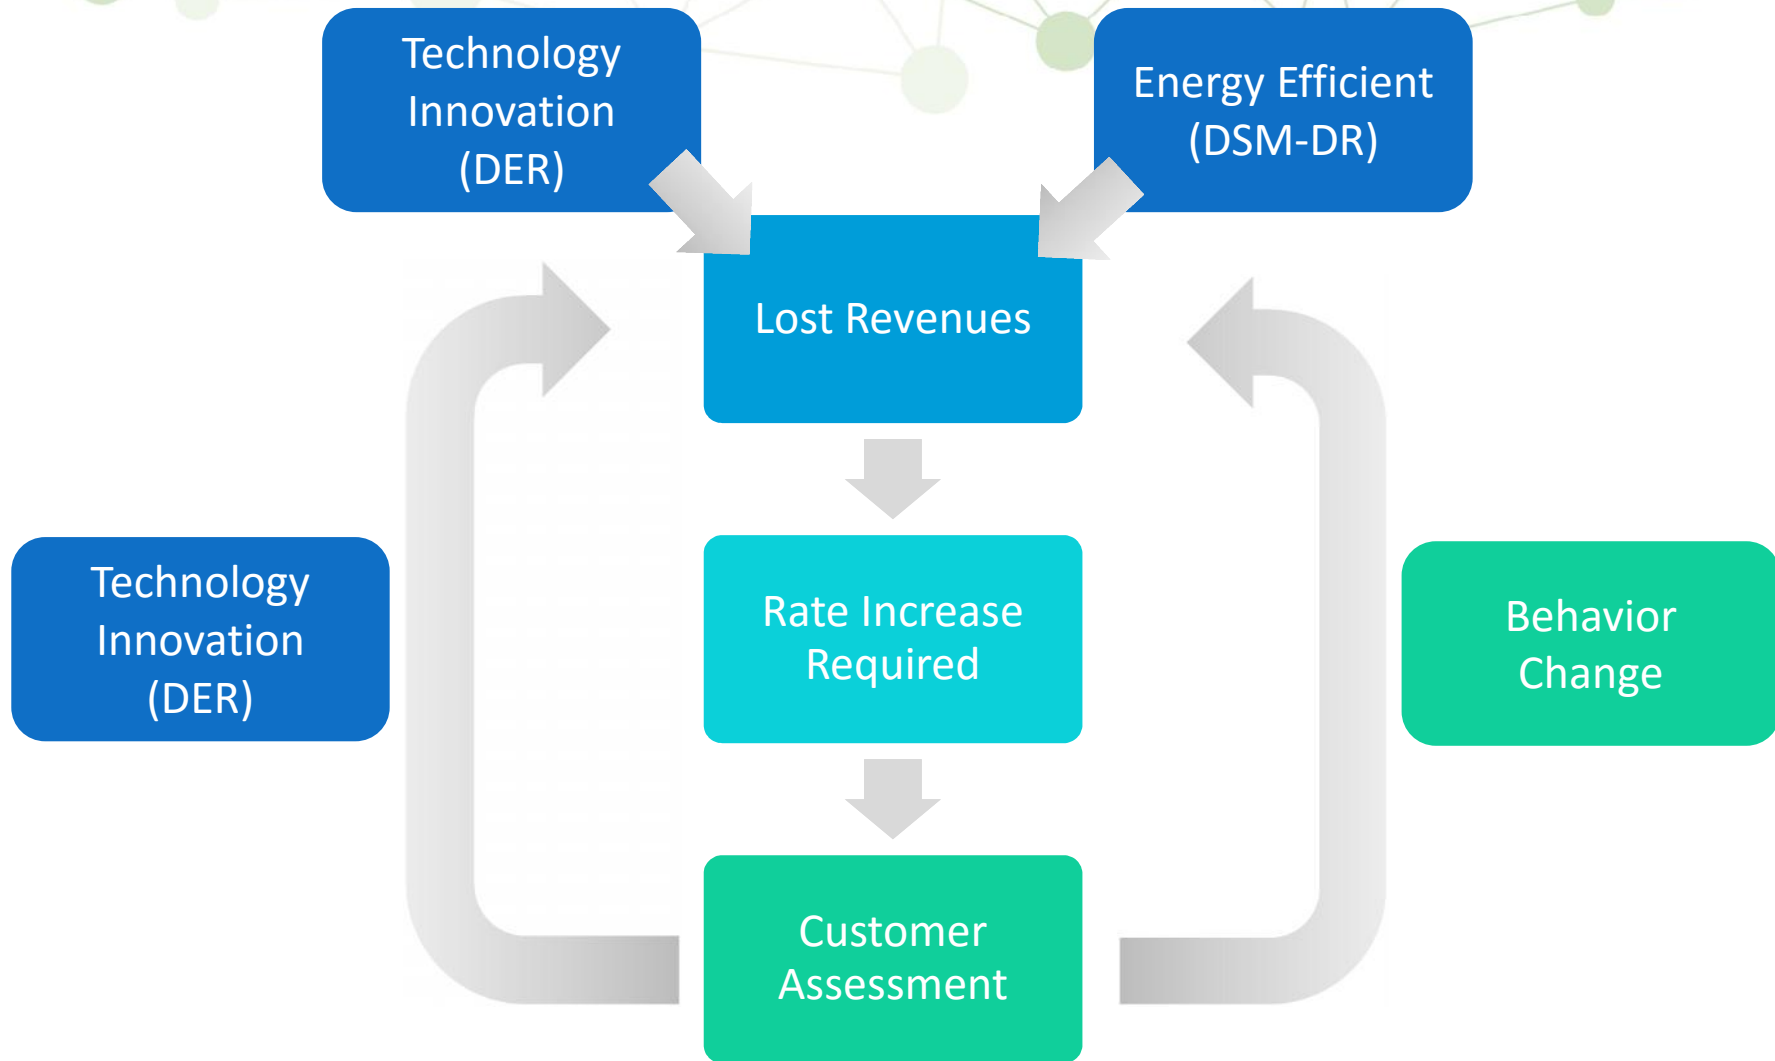 Technology
Innovation
(DER)
Energy Efficient
(DSM-DR)
Lost Revenues
Technology
Innovation
(DER)
Rate Increase
Required
Behavior
Change
Customer
Assessment